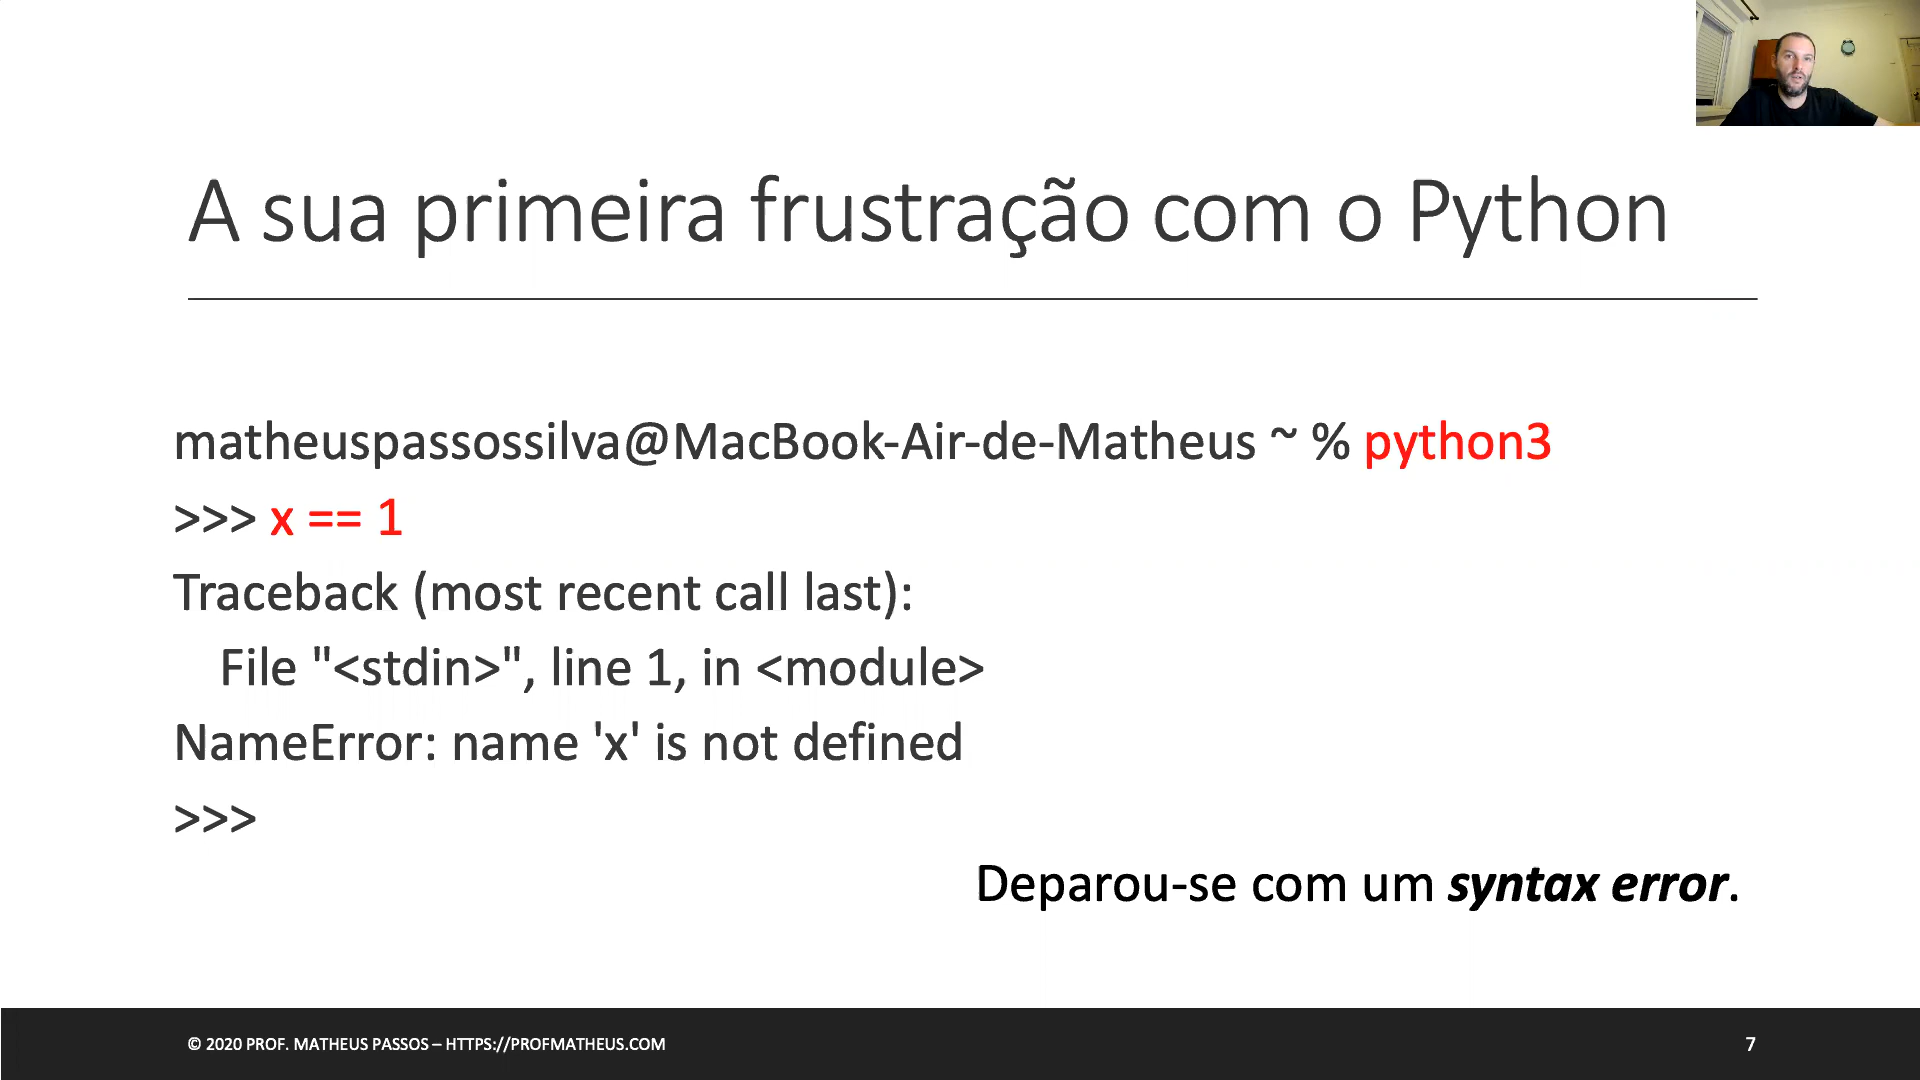 A sua primeira frustração com o Python
matheuspassossilva@MacBook-Air-de-Matheus ~ % python3
>>> x == 1
Traceback (most recent call last):
File "<stdin>", line 1, in <module>
NameError: name 'x' is not defined
>>>
Deparou-se com um syntax error.
© 2020 PROF. MATHEUS PASSOS – HTTPS://PROFMATHEUS.COM
7